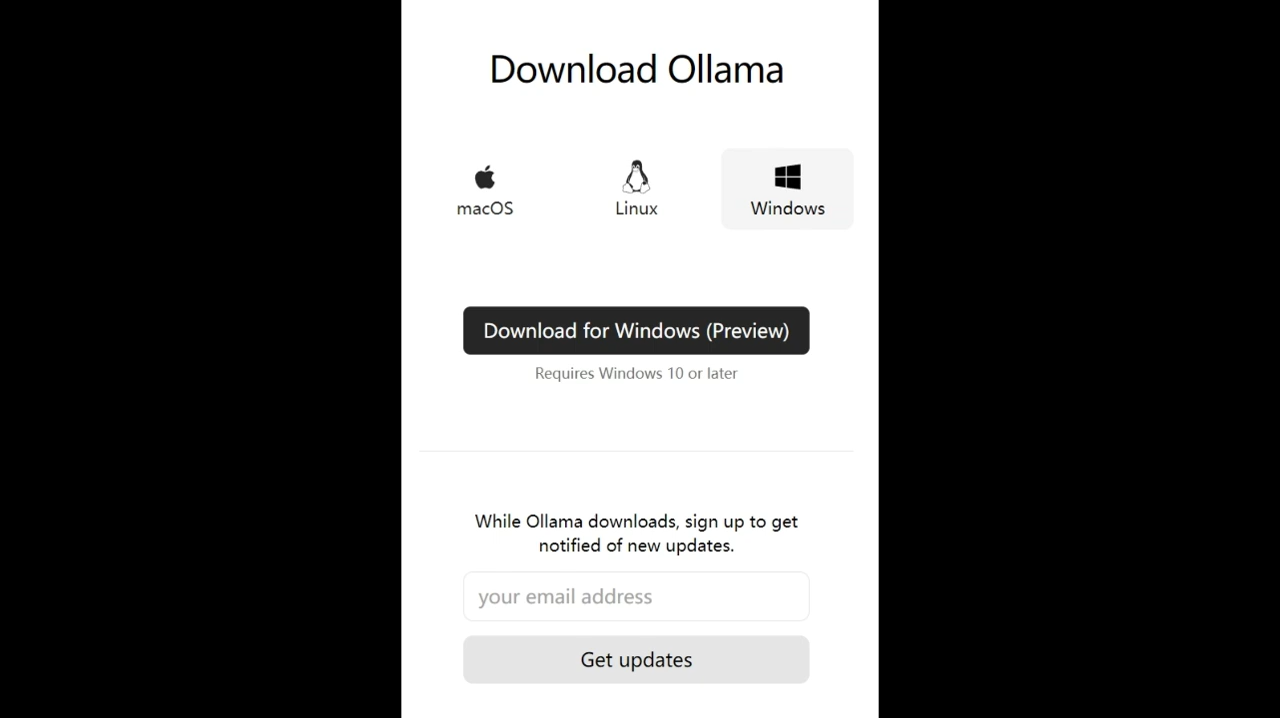 Download Ollama
macOS
Linux
Windows
Download for Windows (Preview)
Requires Windows 10 or later
While Ollama downloads, sign up to get
notified of new updates.
your email address
Get updates